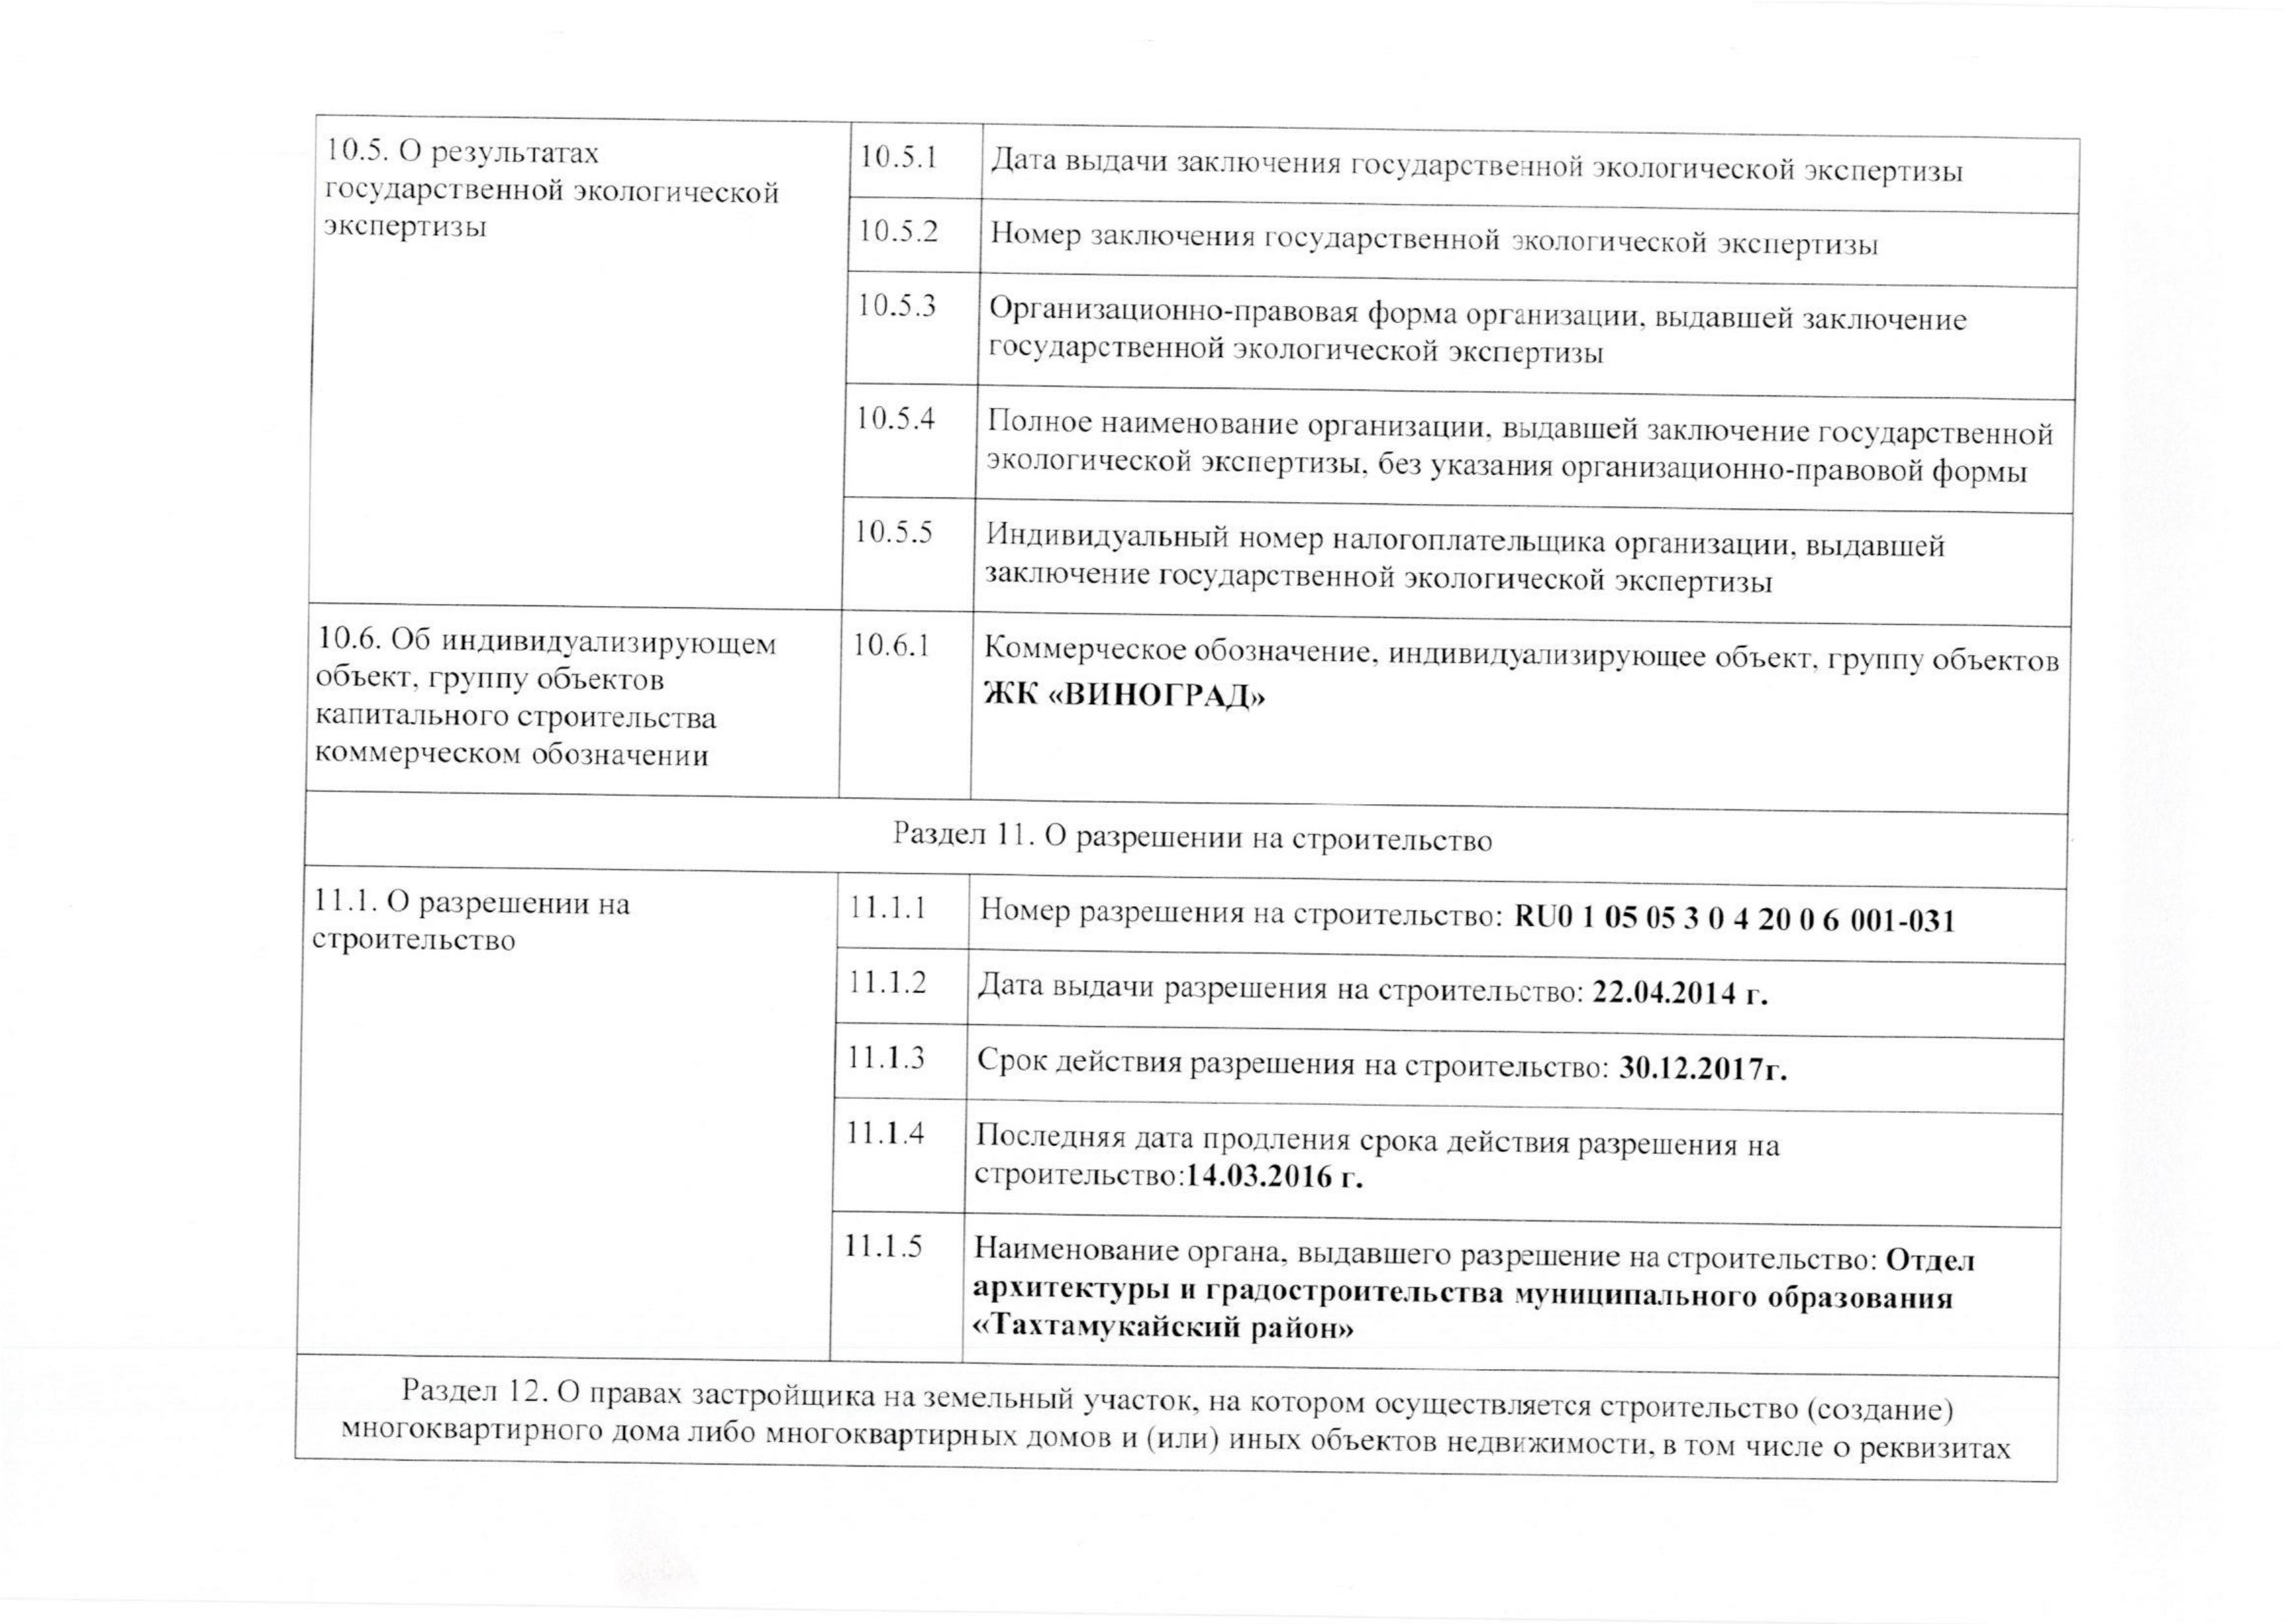 10.5. О результатах
государственной экологической
экспертизы
10.5.1
Дата выдачи заключения государственной экологической экспертизы
10.5.2
Номер заключения государственной экологической экспертизы
10.5.3
Организационно-правовая форма организации, выдавшей заключение
государственной экологической экспертизы
10.5.4
Полное наименование организации, выдавшей заключение государственной
экологической экспертизы, без указания организационно-правовой формы
10.5.5
Индивидуальный номер налогоплательщика организации, выдавшей
заключение государственной экологической экспертизы
10.6. Об индивидуализирующем
объект, группу объектов
капитального строительства
коммерческом обозначении
10.6.1
Коммерческое обозначение, индивидуализирующее объект, группу объектов
ЖК «ВИНОГРАД»
Раздел 11. О разрешении на строительство
11.1. О разрешении на
строительство
11.1.1
Номер разрешения на строительство: RU0 1 05 05 3 0 4 20 0 6 001-031
11.1.2
Дата выдачи разрешения на строительство: 22.04.2014 г.
11.1.3
Срок действия разрешения на строительство: 30.12.2017г.
11.1.4
Последняя дата продления срока действия разрешения на
строительство:14.03.2016 г.
11.1.5
Наименование органа, выдавшего разрешение на строительство: Отдел
архитектуры и градостроительства муниципального образования
«Тахтамукайский район»
Раздел 12. О правах застройщика на земельный участок, на котором осуществляется строительство (создание)
многоквартирного дома либо многоквартирных домов и (или) иных объектов недвижимости, в том числе о реквизитах